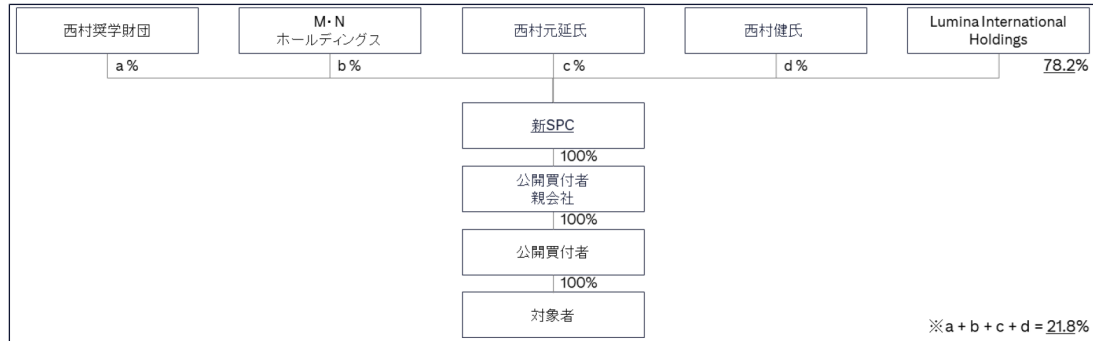 西村奨学財団
M・N
ホールディングス
西村元延氏
西村健氏
Lumina International
Holdings
a %
b %
c %
d %
78.2%
新SPC
100%
公開買付者
親会社
100%
公開買付者
100%
対象者
※a + b + c + d = 21.8%